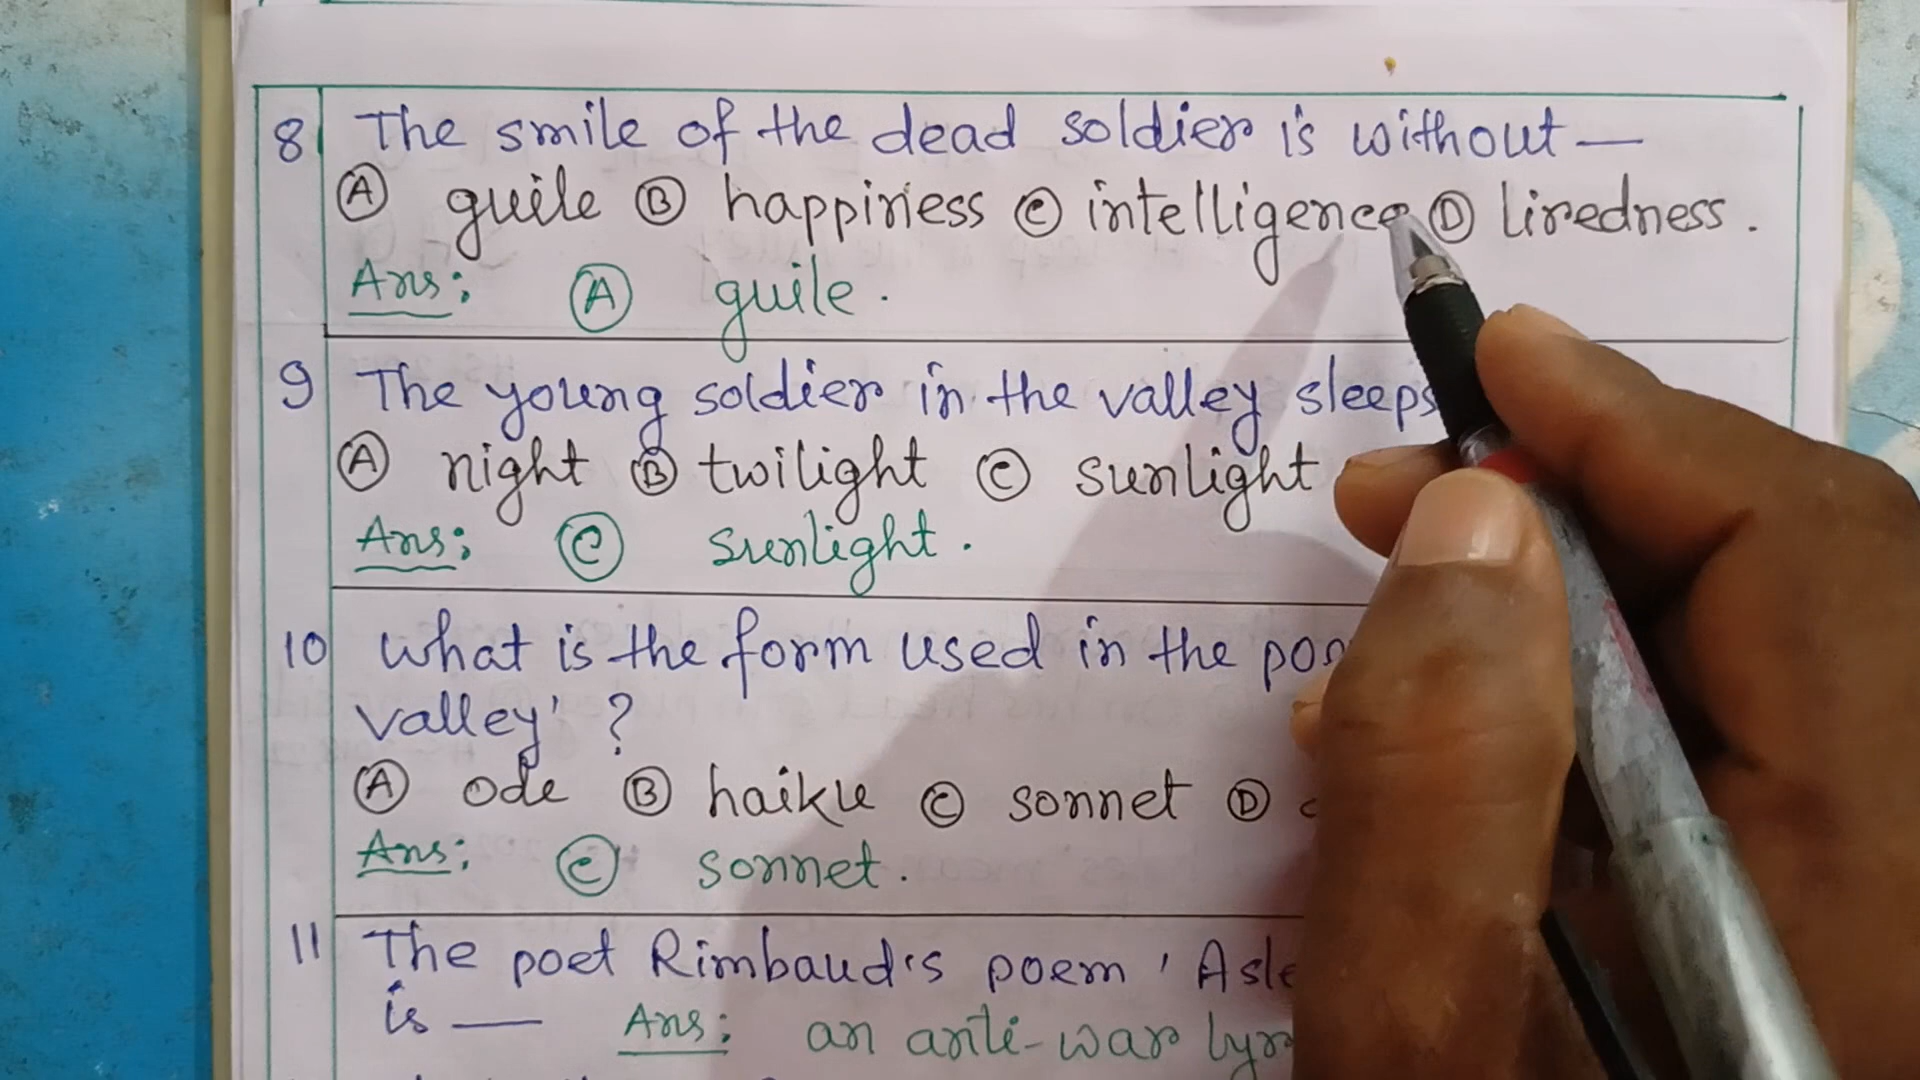 8 The smile of the dead soldier is without —
Ⓐ guile Ⓑ happiness Ⓒ intelligence Ⓓ liredness.
Ans: Ⓐ guile.
9 The young soldier in the valley sleeps
Ⓐ night Ⓑ twilight Ⓒ sunlight
Ans: Ⓒ sunlight.
10 What is the form used in the
valley' ?
Ⓐ ode Ⓑ haiku Ⓒ sonnet Ⓓ
Ans: Ⓒ sonnet.
11 The poet Rimbaud's poem '
is — Ans: an anti-war